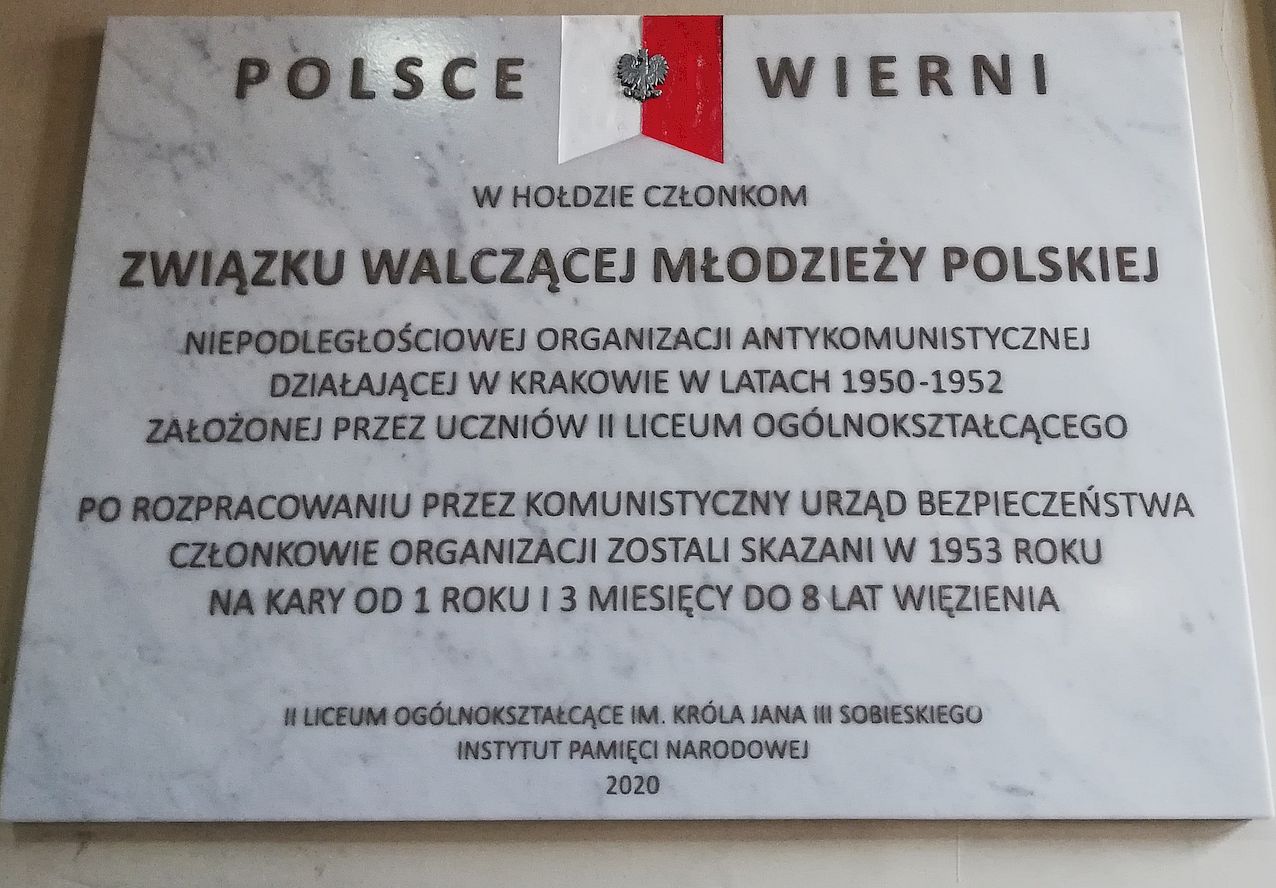 POLSCE WIERNI
W HOŁDZIE CZŁONKOM
ZWIĄZKU WALCZĄCEJ MŁODZIEŻY POLSKIEJ
NIEPODLEGŁOŚCIOWEJ ORGANIZACJI ANTYKOMUNISTYCZNEJ
DZIAŁAJĄCEJ W KRAKOWIE W LATACH 1950-1952
ZAŁOŻONEJ PRZEZ UCZNIÓW II LICEUM OGÓLNOKSZTAŁCĄCEGO
PO ROZPRACOWANIU PRZEZ KOMUNISTYCZNY URZĄD BEZPIECZEŃSTWA
CZŁONKOWIE ORGANIZACJI ZOSTALI SKAZANI W 1953 ROKU
NA KARY OD 1 ROKU I 3 MIESIĘCY DO 8 LAT WIĘZIENIA
II LICEUM OGÓLNOKSZTAŁCĄCE IM. KRÓLA JANA III SOBIESKIEGO
INSTYTUT PAMIĘCI NARODOWEJ
2020